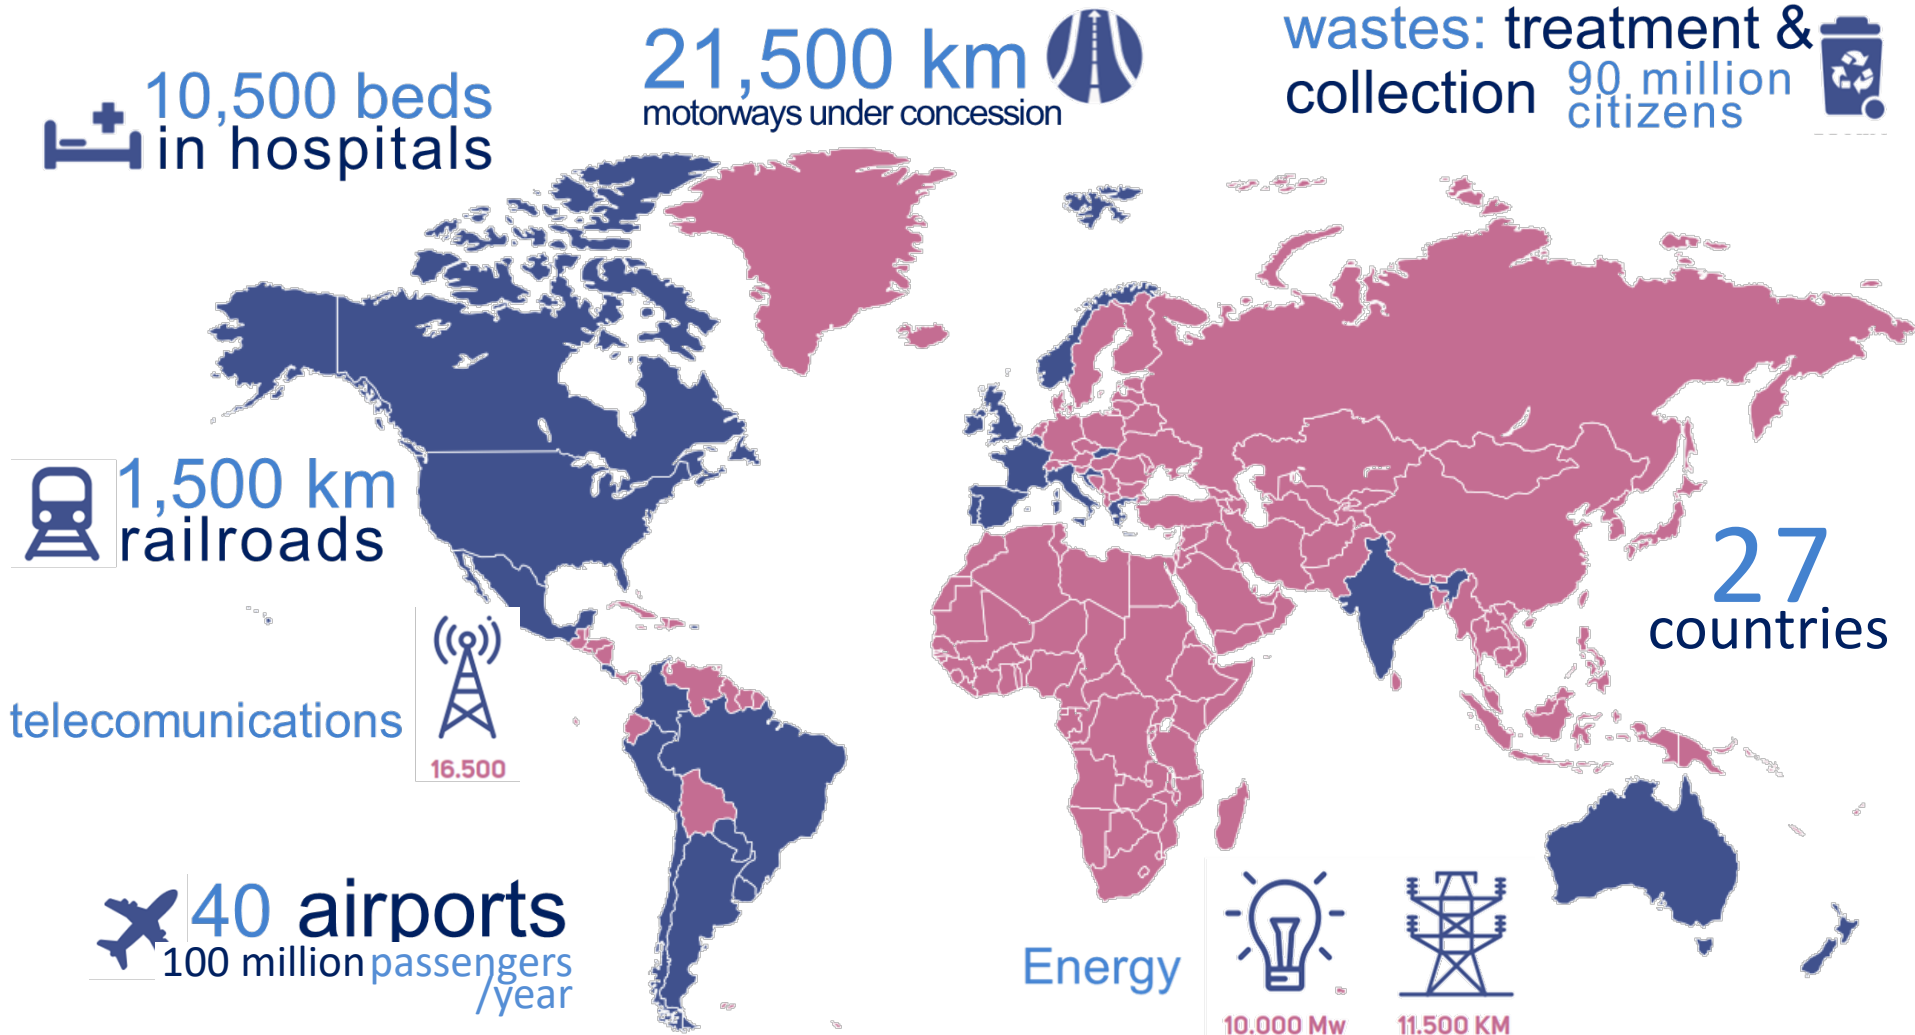 10,500 beds
in hospitals
21,500 km
motorways under concession
wastes: treatment &
collection 90 million
citizens
1,500 km
railroads
27
countries
telecomunications
16.500
40 airports
100 million passengers
/year
Energy
10.000 Mw
11.500 KM